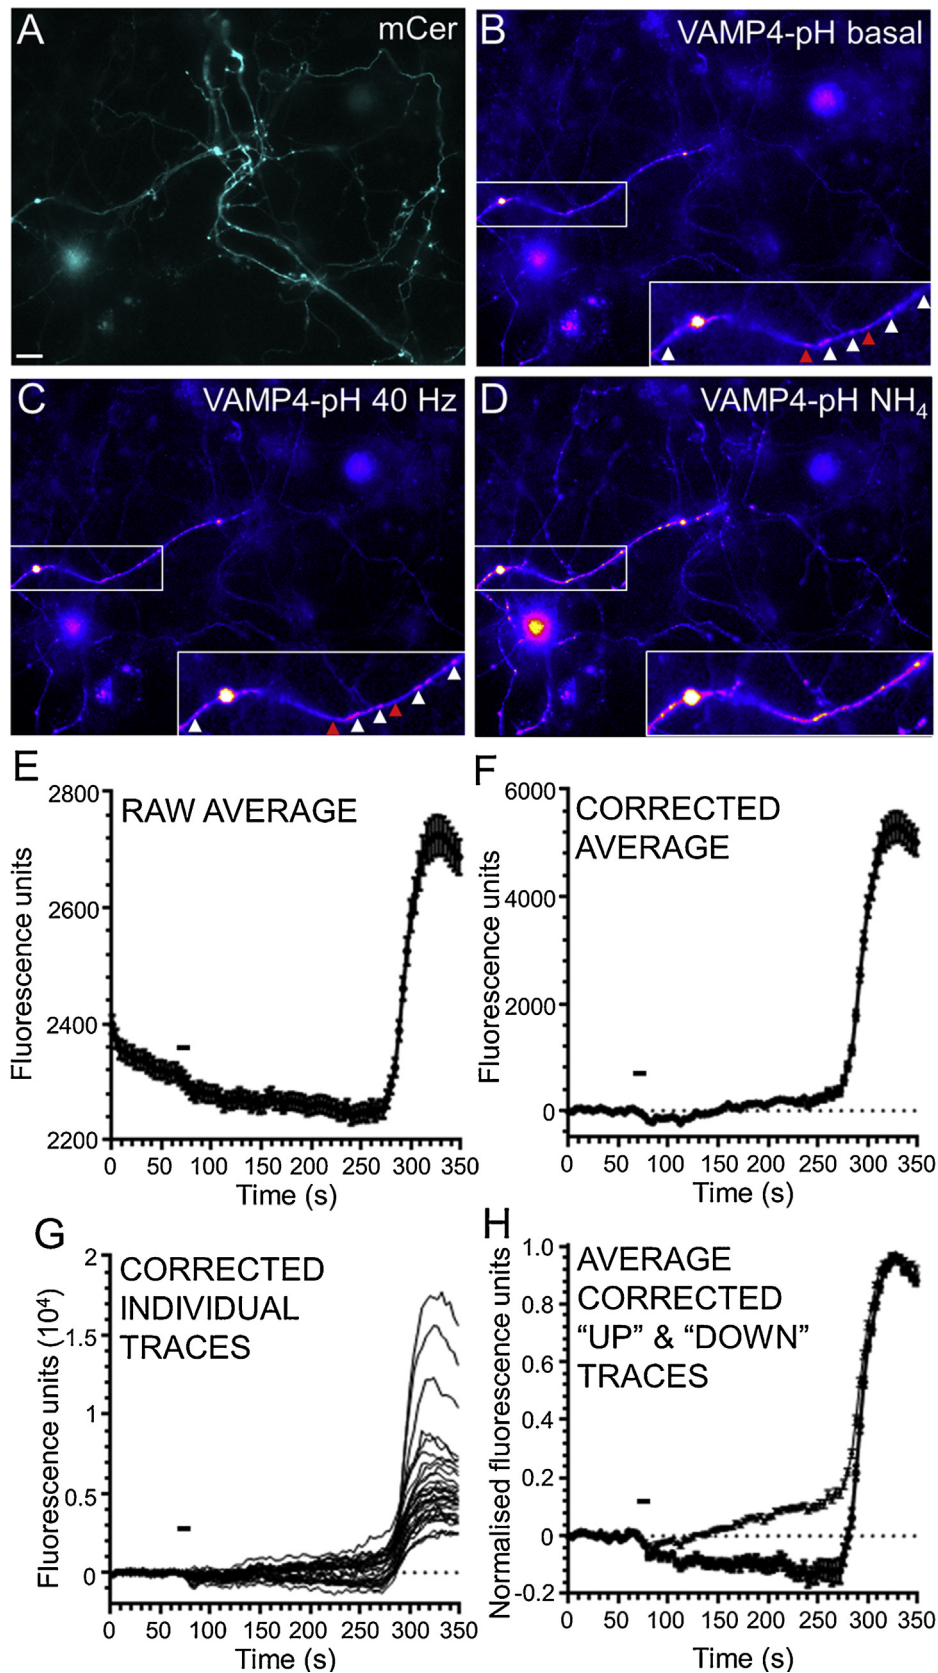 A
mCer
B
VAMP4-pH basal
C
VAMP4-pH 40 Hz
D
VAMP4-pH NH4
E
RAW AVERAGE
Fluorescence units
2800
2600
2400
2200
0 50 100 150 200 250 300 350
Time (s)
F
CORRECTED
AVERAGE
Fluorescence units
6000
4000
2000
0
0 50 100 150 200 250 300 350
Time (s)
G
CORRECTED
INDIVIDUAL
TRACES
Fluorescence units (10⁴)
2
1.5
1
0.5
0
0 50 100 150 200 250 300 350
Time (s)
H
AVERAGE
CORRECTED
“UP” & “DOWN”
TRACES
Normalised fluorescence units
1.0
0.8
0.6
0.4
0.2
0
-0.2
0 50 100 150 200 250 300 350
Time (s)